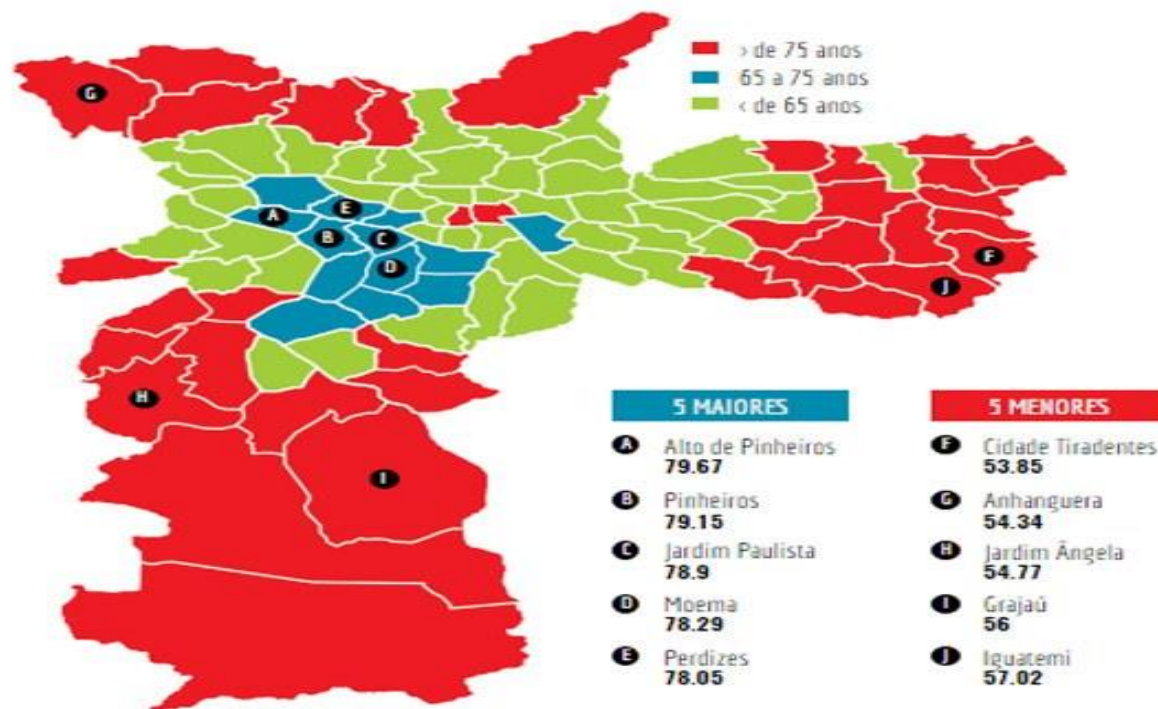 > de 75 anos
65 a 75 anos
< de 65 anos
G
A
E
B
C
D
F
J
H
I
5 MAIORES
A Alto de Pinheiros
79.67
B Pinheiros
79.15
C Jardim Paulista
78.9
D Moema
78.29
E Perdizes
78.05
5 MENORES
F Cidade Tiradentes
53.85
G Anhanguera
54.34
H Jardim Ângela
54.77
I Grajaú
56
J Iguatemi
57.02